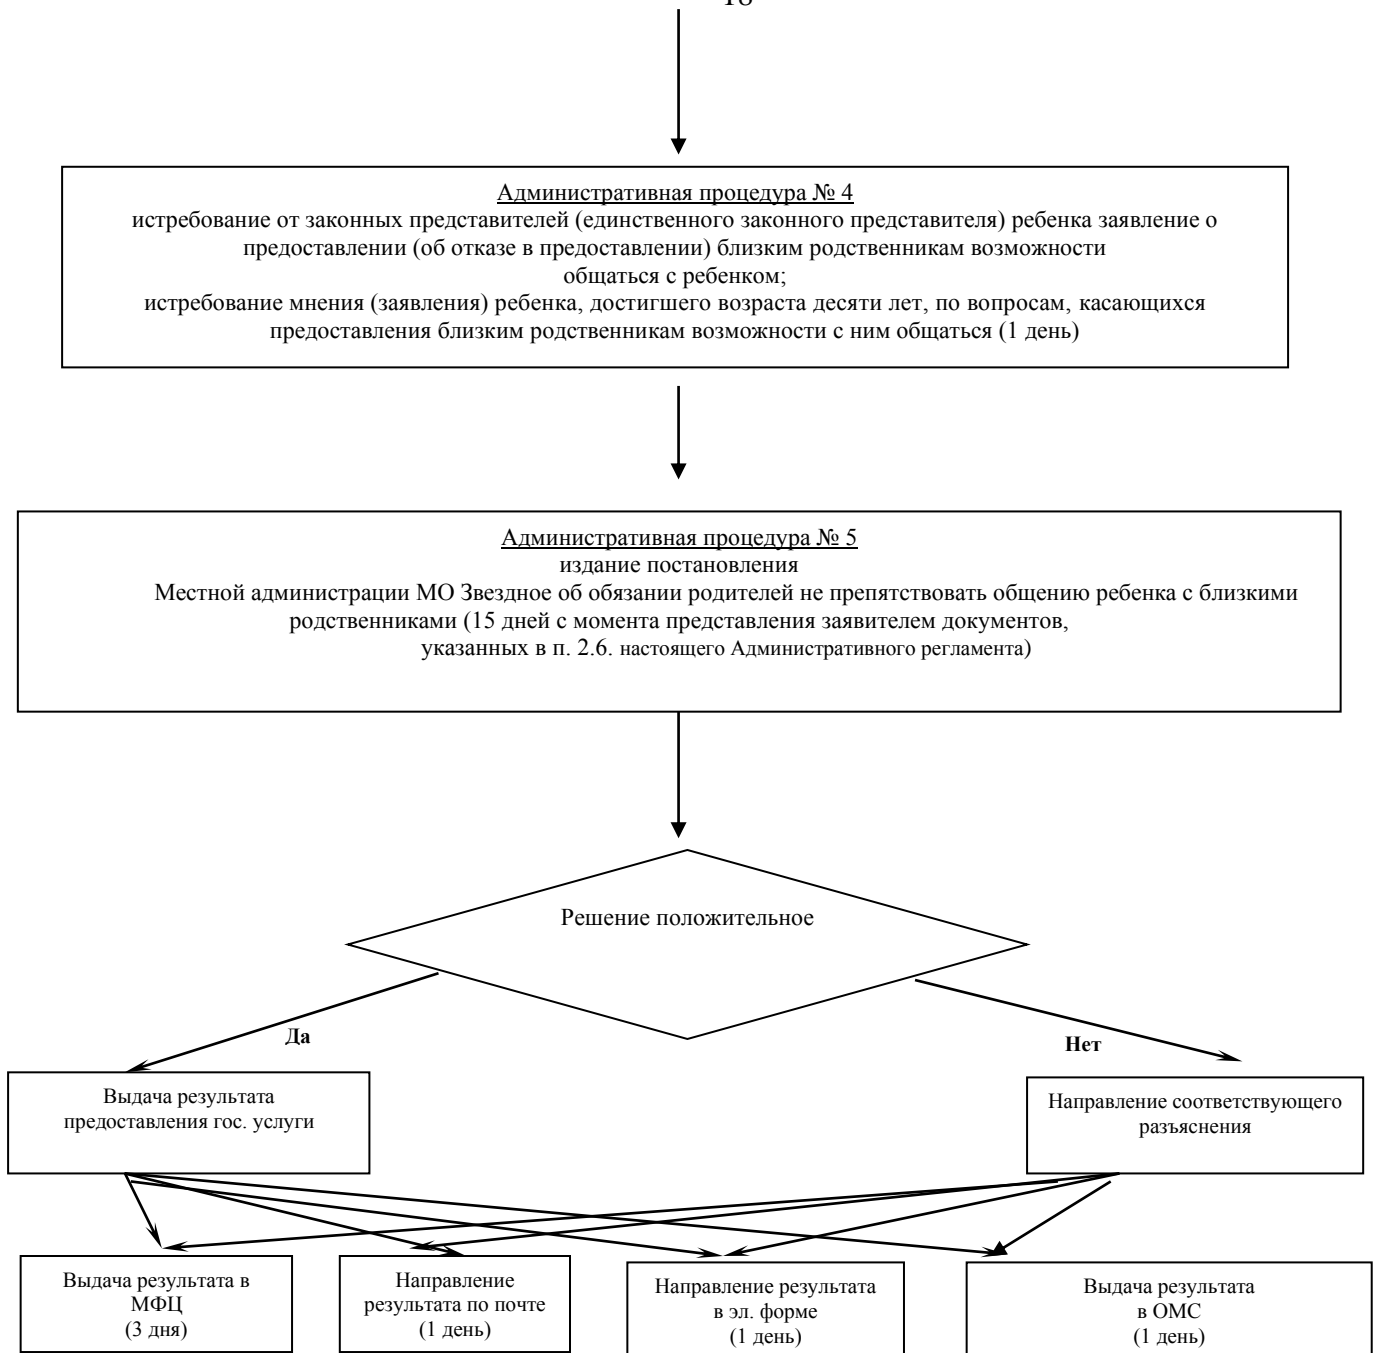 Административная процедура № 4
истребование от законных представителей (единственного законного представителя) ребенка заявление о
предоставлении (об отказе в предоставлении) близким родственникам возможности
общаться с ребенком;
истребование мнения (заявления) ребенка, достигшего возраста десяти лет, по вопросам, касающихся
предоставления близким родственникам возможности с ним общаться (1 день)
Административная процедура № 5
издание постановления
Местной администрации МО Звездное об обязании родителей не препятствовать общению ребенка с близкими
родственниками (15 дней с момента представления заявителем документов,
указанных в п. 2.6. настоящего Административного регламента)
Решение положительное
Да
Нет
Выдача результата
предоставления гос. услуги
Направление соответствующего
разъяснения
Выдача результата в
МФЦ
(3 дня)
Направление
результата по почте
(1 день)
Направление результата
в эл. форме
(1 день)
Выдача результата
в ОМС
(1 день)